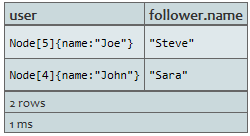 user follower.name
Node[5]{name:"Joe"} "Steve"
Node[4]{name:"John"} "Sara"
2 rows
1 ms